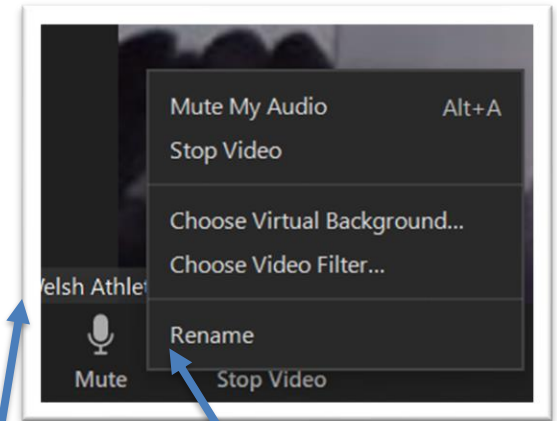 Mute My Audio Alt+A
Stop Video
Choose Virtual Background...
Choose Video Filter...
Rename
Mute Stop Video